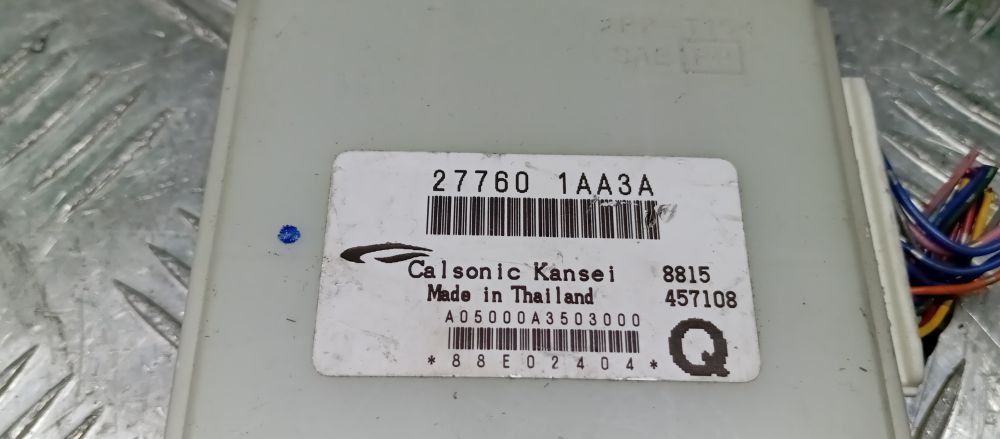 27760 1AA3A
Calsonic Kansei 8815
Made in Thailand 457108
A05000A3503000
*88E02404*
Q